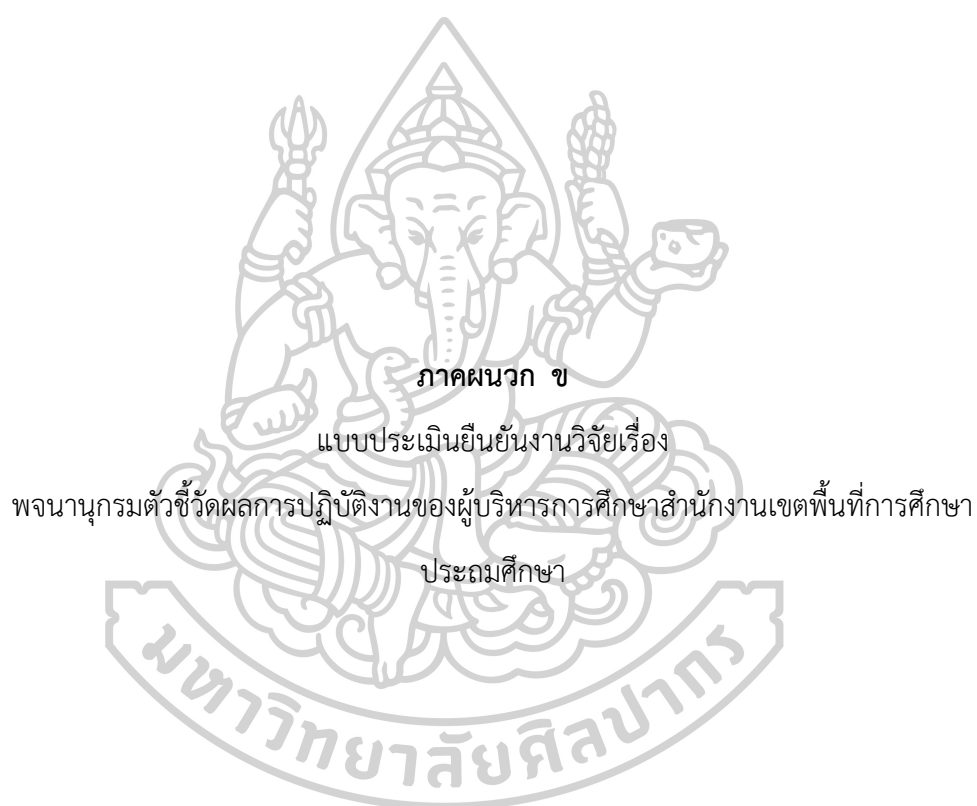 ภาคผนวก ข
แบบประเมินยืนยันงานวิจัยเรื่อง
พจนานุกรมตัวชี้วัดผลการปฏิบัติงานของผู้บริหารการศึกษาสำนักงานเขตพื้นที่การศึกษา
ประถมศึกษา
มหาวิทยาลัยศิลปากร